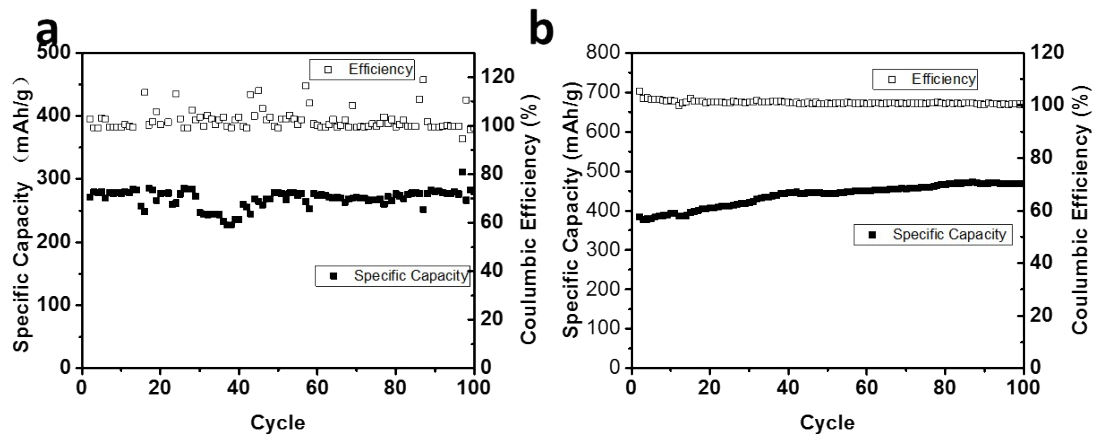 a
500
400
300
200
100
0
Specific Capacity (mAh/g)
120
100
80
60
40
20
0
Coulumbic Efficiency (%)
Efficiency
Specific Capacity
0 20 40 60 80 100
Cycle
b
800
700
600
500
400
300
200
100
0
Specific Capacity (mAh/g)
120
100
80
60
40
20
0
Coulumbic Efficiency (%)
Efficiency
Specific Capacity
0 20 40 60 80 100
Cycle